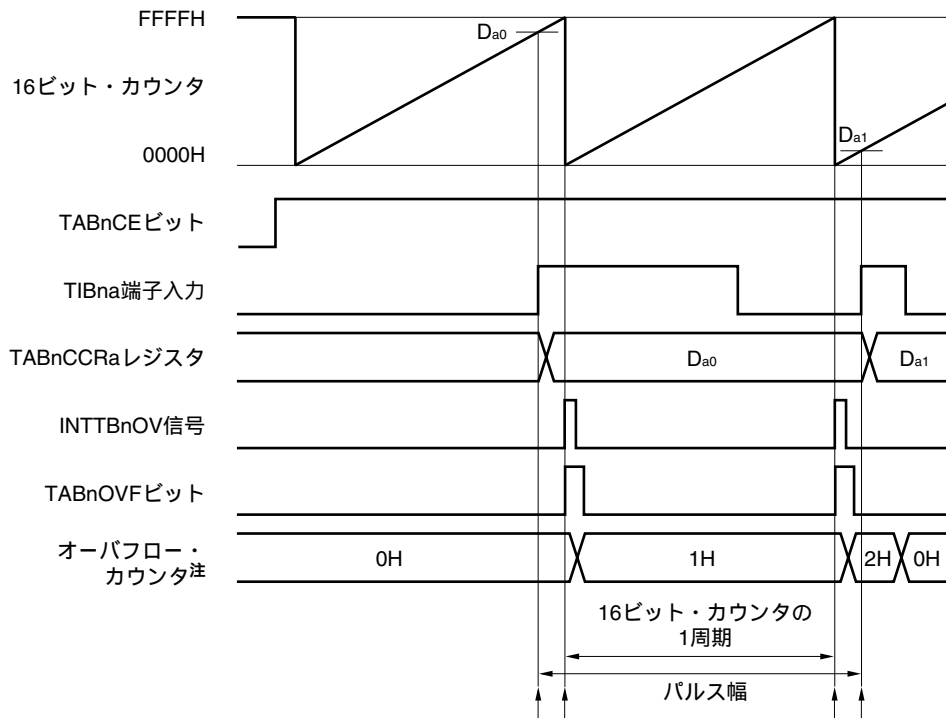 FFFFH
Da0
16ビット・カウンタ
Da1
0000H
TABnCEビット
TIBna端子入力
TABnCCRaレジスタ
Da0
Da1
INTTBnOV信号
TABnOVFビット
オーバフロー・
カウンタ注
0H
1H
2H
0H
16ビット・カウンタの
1周期
パルス幅